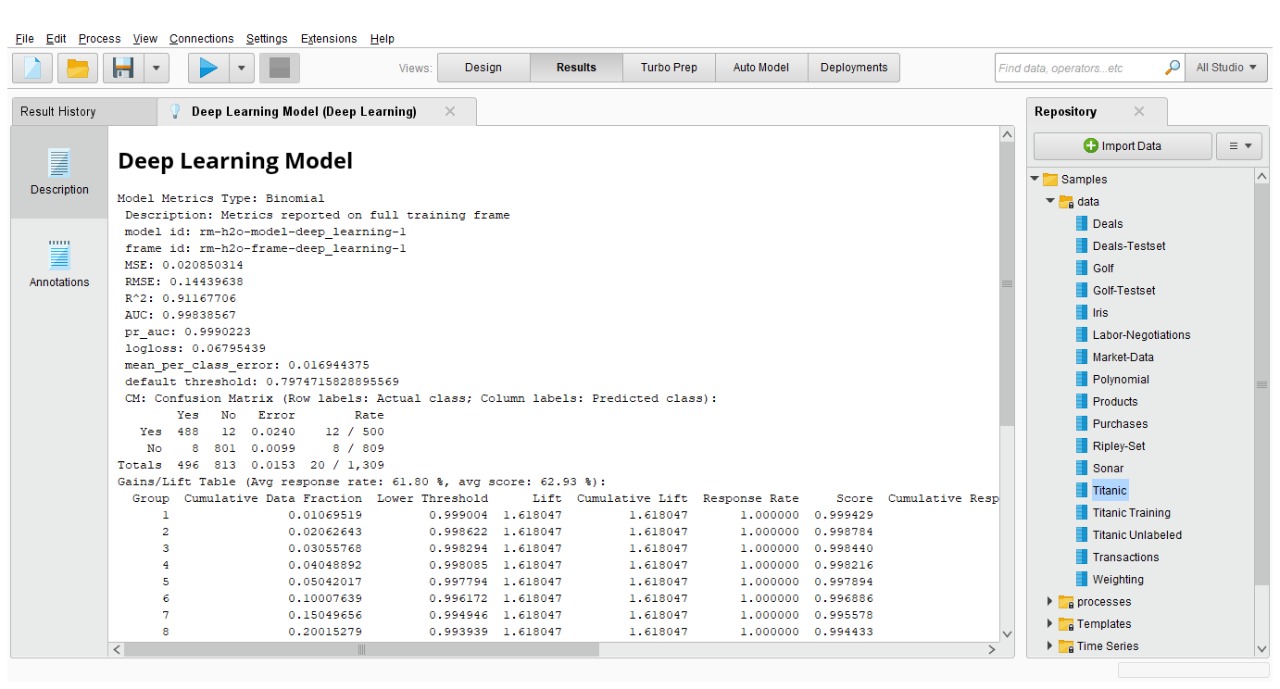 File Edit Process View Connections Settings Extensions Help
Views: Design Results Turbo Prep Auto Model Deployments Find data, operators...etc All Studio
Result History Deep Learning Model (Deep Learning)
Description
Annotations
Deep Learning Model
Model Metrics Type: Binomial
Description: Metrics reported on full training frame
model id: rm-h2o-model-deep_learning-1
frame id: rm-h2o-frame-deep_learning-1
MSE: 0.020850314
RMSE: 0.14439638
R^2: 0.91167706
AUC: 0.99838567
pr_auc: 0.9990223
logloss: 0.06795439
mean_per_class_error: 0.016944375
default threshold: 0.7974715828895569
CM: Confusion Matrix (Row labels: Actual class; Column labels: Predicted class):
Yes No Error Rate
Yes 488 12 0.0240 12 / 500
No 8 801 0.0099 8 / 809
Totals 496 813 0.0153 20 / 1,309
Gains/Lift Table (Avg response rate: 61.80 %, avg score: 62.93 %):
Group Cumulative Data Fraction Lower Threshold Lift Cumulative Lift Response Rate Score Cumulative Resp
1 0.01069519 0.999004 1.618047 1.618047 1.000000 0.999429
2 0.02062643 0.998622 1.618047 1.618047 1.000000 0.998784
3 0.03055768 0.998294 1.618047 1.618047 1.000000 0.998440
4 0.04048892 0.998085 1.618047 1.618047 1.000000 0.998216
5 0.05042017 0.997794 1.618047 1.618047 1.000000 0.997894
6 0.10007639 0.996172 1.618047 1.618047 1.000000 0.996886
7 0.15049656 0.994946 1.618047 1.618047 1.000000 0.995578
8 0.20015279 0.993939 1.618047 1.618047 1.000000 0.994433
Repository
Import Data
Samples
data
Deals
Deals-Testset
Golf
Golf-Testset
Iris
Labor-Negotiations
Market-Data
Polynomial
Products
Purchases
Ripley-Set
Sonar
Titanic
Titanic Training
Titanic Unlabeled
Transactions
Weighting
processes
Templates
Time Series